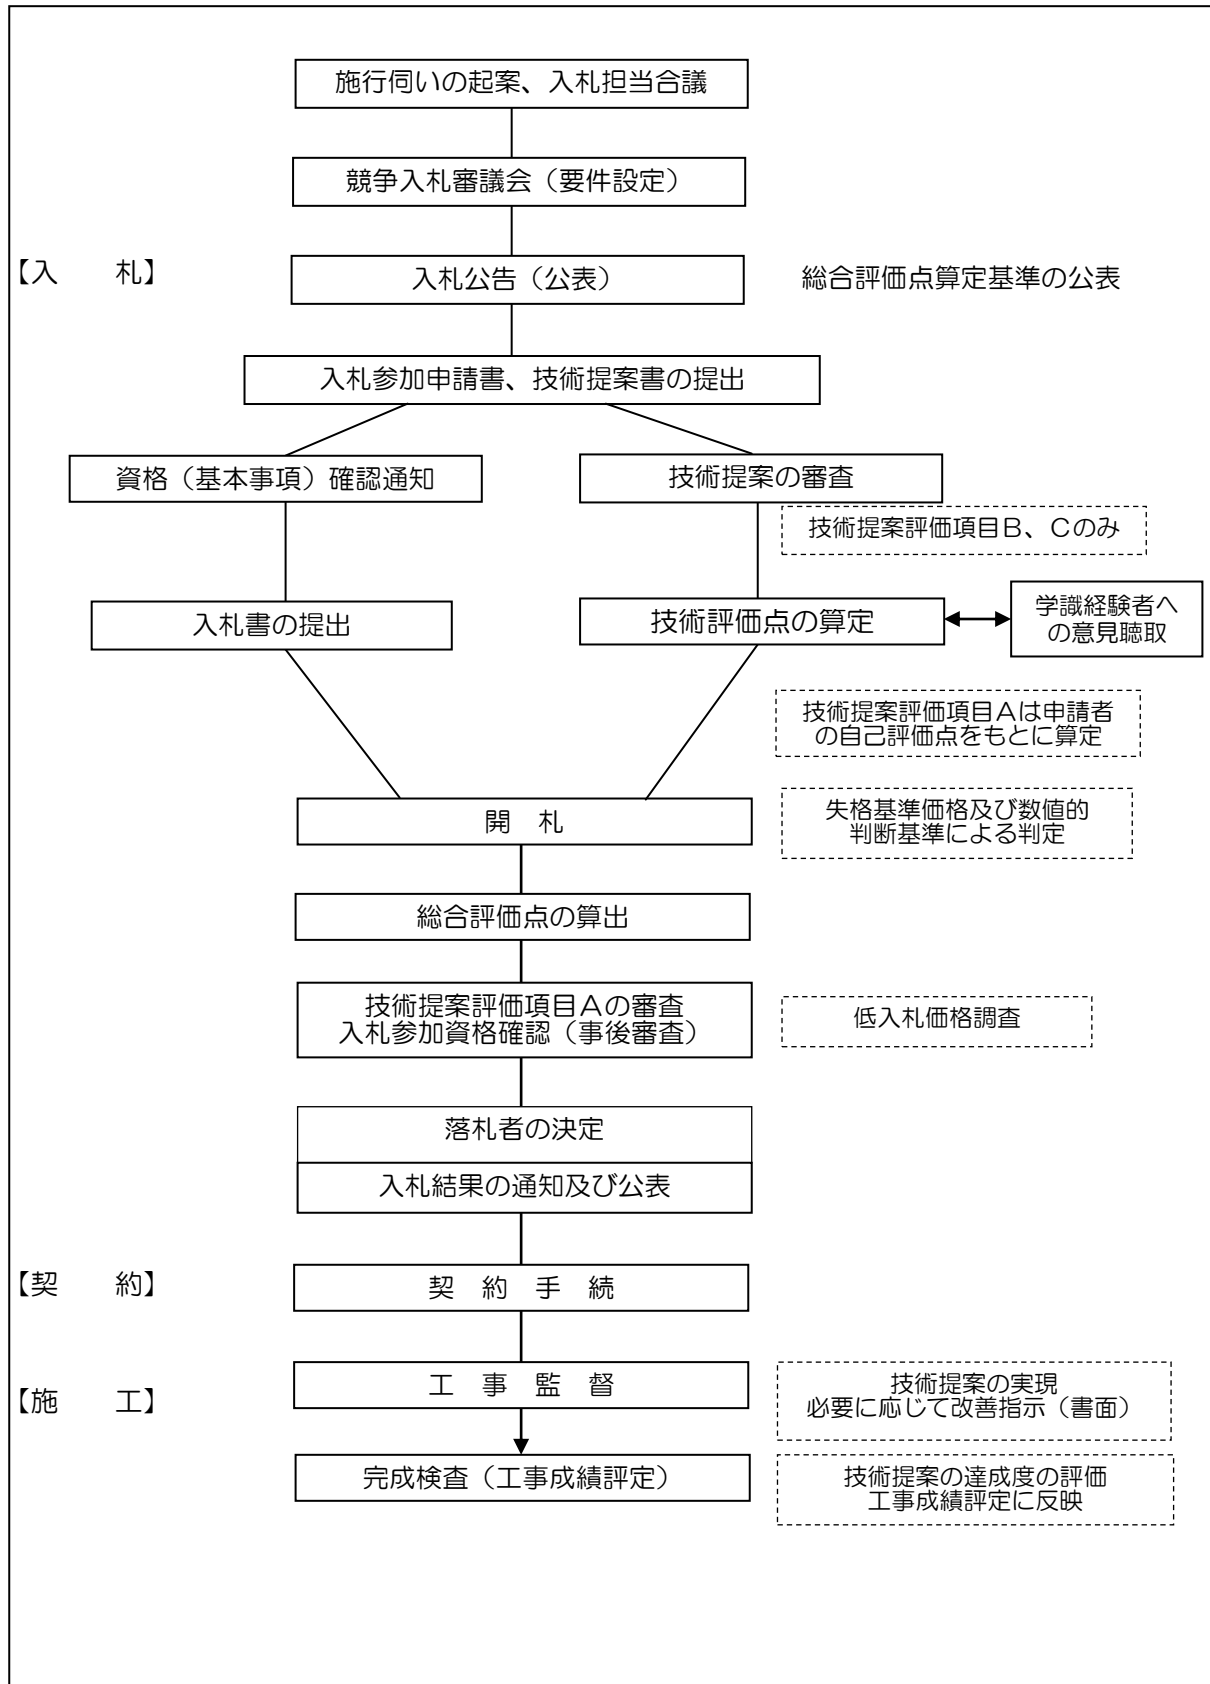 施行伺いの起案、入札担当合議
競争入札審議会（要件設定）
【入　　札】
入札公告（公表）
総合評価点算定基準の公表
入札参加申請書、技術提案書の提出
資格（基本事項）確認通知
技術提案の審査
技術提案評価項目Ｂ、Ｃのみ
入札書の提出
技術評価点の算定
学識経験者へ
の意見聴取
技術提案評価項目Ａは申請者
の自己評価点をもとに算定
開　札
失格基準価格及び数値的
判断基準による判定
総合評価点の算出
技術提案評価項目Ａの審査
入札参加資格確認（事後審査）
低入札価格調査
落札者の決定
入札結果の通知及び公表
【契　　約】
契　約　手　続
【施　　工】
工　事　監　督
技術提案の実現
必要に応じて改善指示（書面）
完成検査（工事成績評定）
技術提案の達成度の評価
工事成績評定に反映